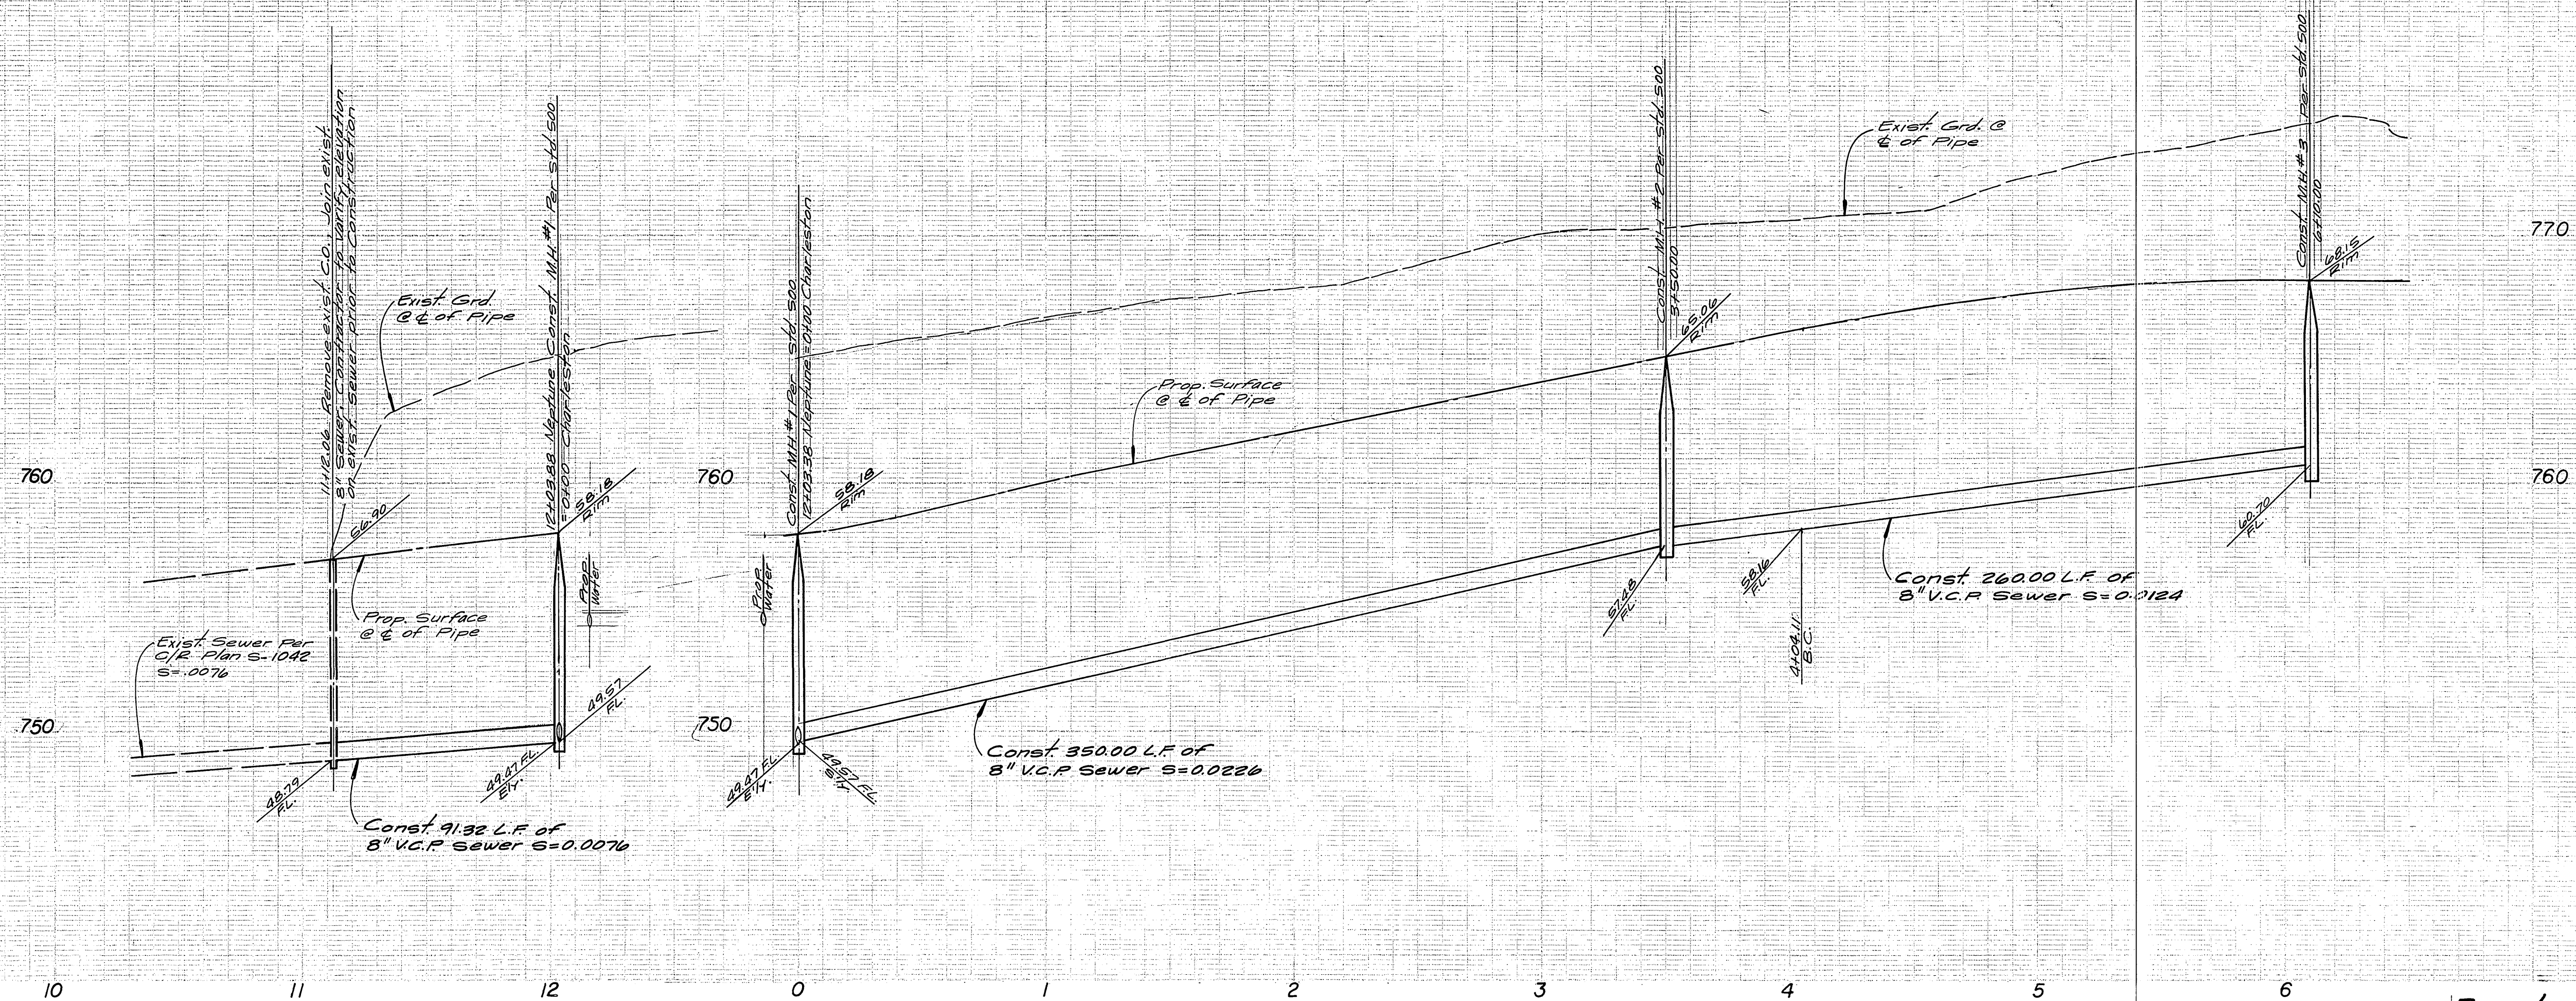 11+12.06 Remove exist. C.O., Join exist.
8" Sewer, Contractor to varify elevation
on exist. sewer prior to Construction
12+03.88 Neptune Const. M.H. #1 Per Std. 500
=0+00 Charleston
Const. M.H. #1 Per Std. 500
12+03.38 Neptune=0+00 Charleston
Const. M.H. #2 Per Std. 500
3+50.00
Const. M.H. #3 Per Std. 500
6+10.00
Exist. Grd.
@ ℄ of Pipe
Exist. Grd. @
℄ of Pipe
770
68.15
Rim
65.06
Rim
Prop. Surface
@ ℄ of Pipe
760
760
760
56.90
58.18
Rim
58.18
Rim
Prop.
Water
Prop.
Water
Prop. Surface
@ ℄ of Pipe
Exist. Sewer Per
C/R Plan S-1042
S=.0076
57.48
F.L.
58.16
F.L.
4+04.11
B.C.
Const. 260.00 L.F. of
8" V.C.P. Sewer S=0.0124
60.70
F.L.
750
750
49.57
F.L.
48.79
F.L.
49.47 F.L.
E'ly.
49.47 F.L.
E'ly.
49.57 F.L.
S'ly.
Const. 350.00 L.F. of
8" V.C.P. Sewer S=0.0226
Const. 91.32 L.F. of
8" V.C.P. Sewer S=0.0076
10 11 12 0 1 2 3 4 5 6